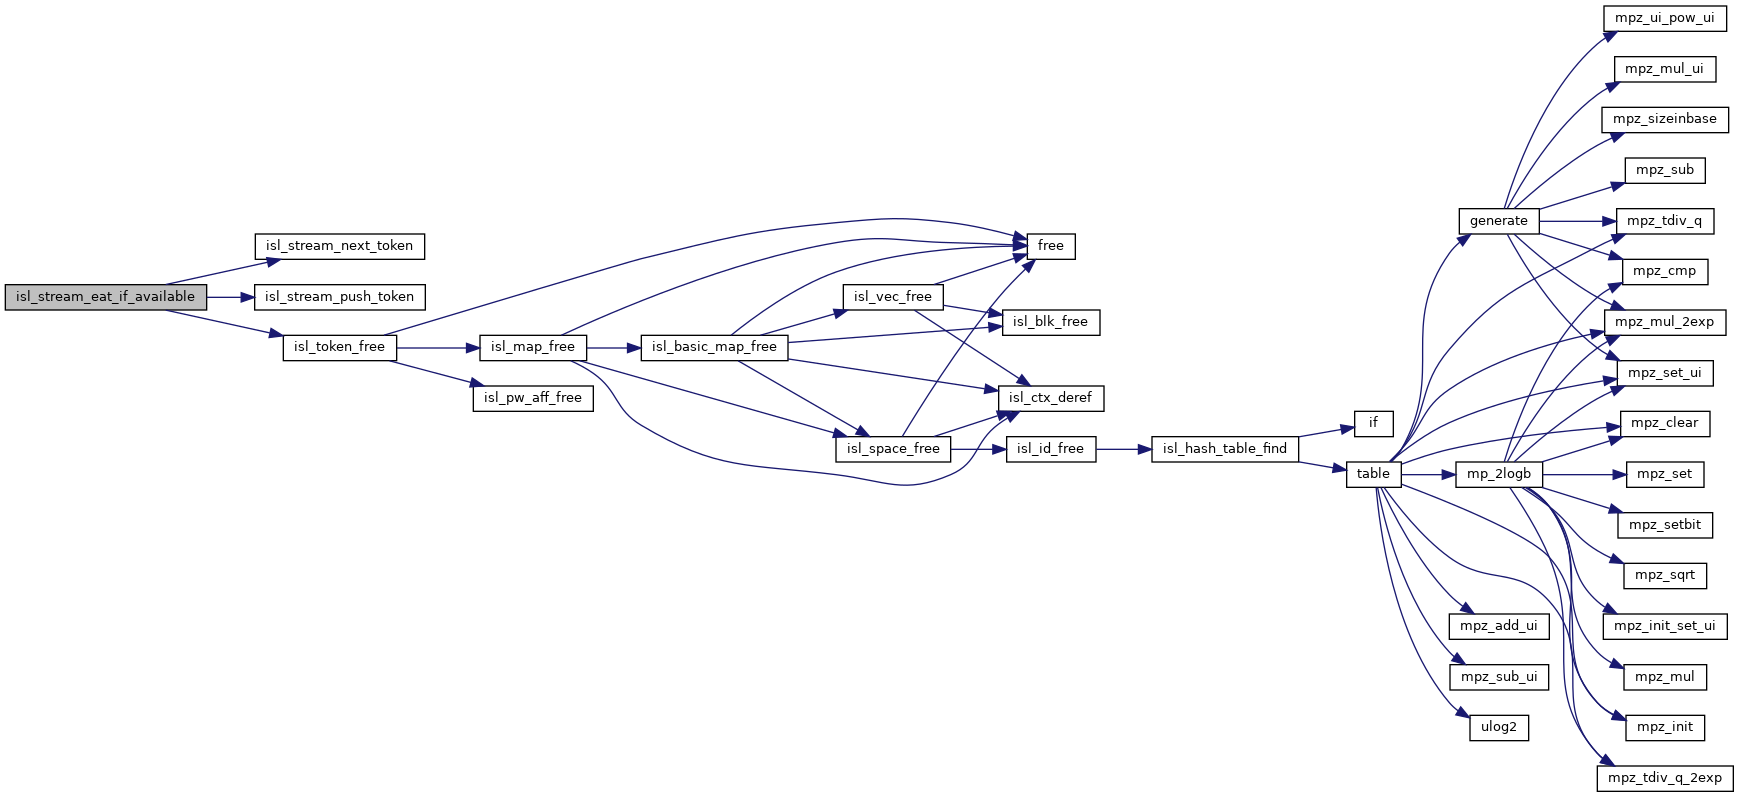 isl_stream_eat_if_available
isl_stream_next_token
isl_stream_push_token
isl_token_free
isl_map_free
isl_pw_aff_free
isl_basic_map_free
isl_vec_free
isl_space_free
free
isl_blk_free
isl_ctx_deref
isl_id_free
isl_hash_table_find
if
table
generate
mp_2logb
mpz_add_ui
mpz_sub_ui
ulog2
mpz_ui_pow_ui
mpz_mul_ui
mpz_sizeinbase
mpz_sub
mpz_tdiv_q
mpz_cmp
mpz_mul_2exp
mpz_set_ui
mpz_clear
mpz_set
mpz_setbit
mpz_sqrt
mpz_init_set_ui
mpz_mul
mpz_init
mpz_tdiv_q_2exp